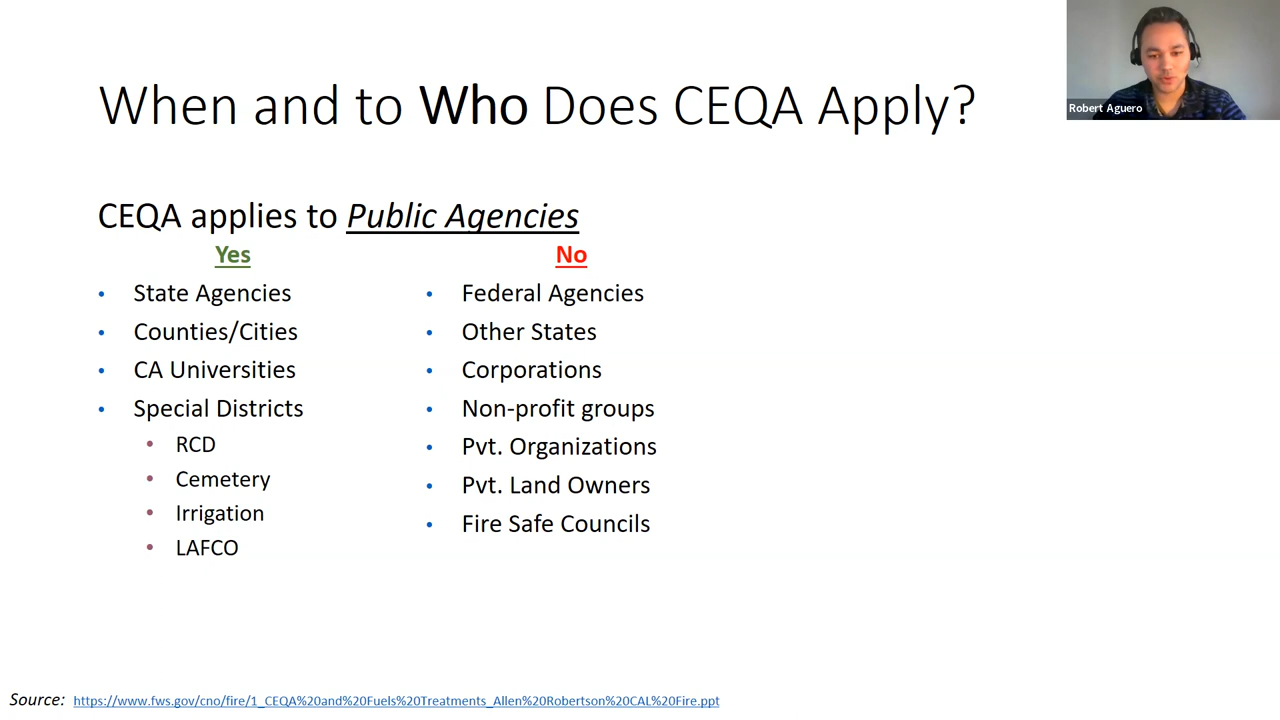 When and to Who Does CEQA Apply?
Robert Aguero
CEQA applies to Public Agencies
Yes
State Agencies
Counties/Cities
CA Universities
Special Districts
RCD
Cemetery
Irrigation
LAFCO
No
Federal Agencies
Other States
Corporations
Non-profit groups
Pvt. Organizations
Pvt. Land Owners
Fire Safe Councils
Source: https://www.fws.gov/cno/fire/1_CEQA%20and%20Fuels%20Treatments_Allen%20Robertson%20CAL%20Fire.ppt